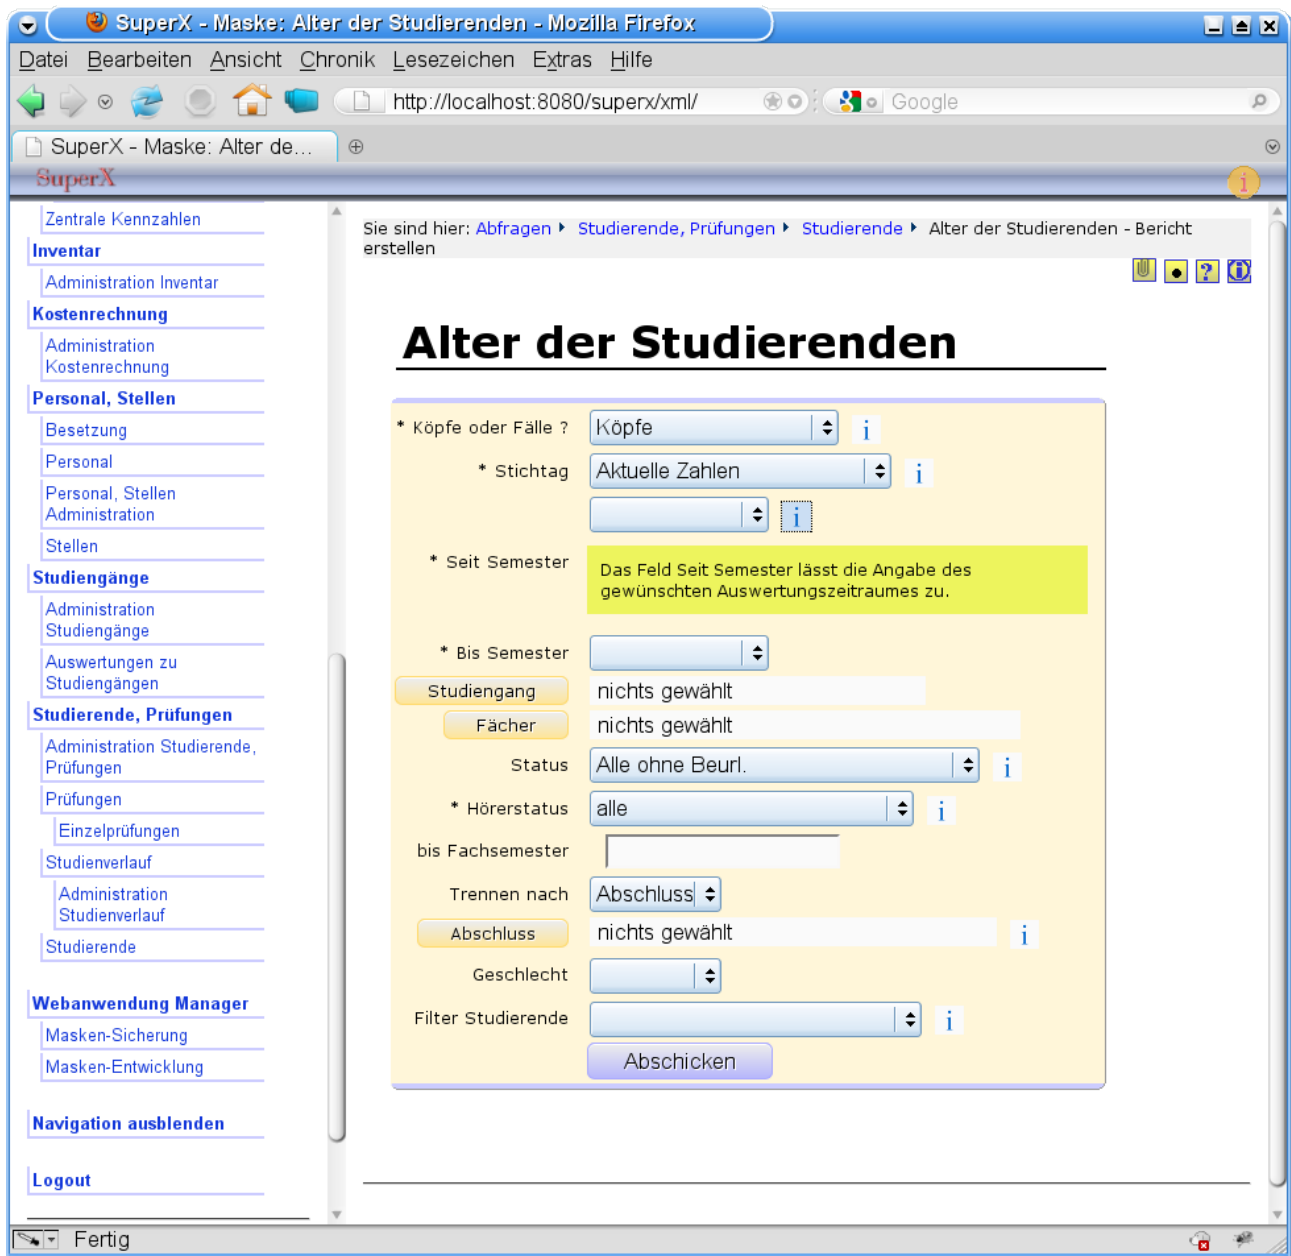 SuperX - Maske: Alter der Studierenden - Mozilla Firefox
Datei Bearbeiten Ansicht Chronik Lesezeichen Extras Hilfe
http://localhost:8080/superx/xml/ Google
SuperX - Maske: Alter de...
SuperX
Zentrale Kennzahlen
Inventar
Administration Inventar
Kostenrechnung
Administration
Kostenrechnung
Personal, Stellen
Besetzung
Personal
Personal, Stellen
Administration
Stellen
Studiengänge
Administration
Studiengänge
Auswertungen zu
Studiengängen
Studierende, Prüfungen
Administration Studierende,
Prüfungen
Prüfungen
Einzelprüfungen
Studienverlauf
Administration
Studienverlauf
Studierende
Webanwendung Manager
Masken-Sicherung
Masken-Entwicklung
Navigation ausblenden
Logout
Sie sind hier: Abfragen Studierende, Prüfungen Studierende Alter der Studierenden - Bericht
erstellen
Alter der Studierenden
* Köpfe oder Fälle ? Köpfe i
* Stichtag Aktuelle Zahlen i
i
* Seit Semester
Das Feld Seit Semester lässt die Angabe des
gewünschten Auswertungszeitraumes zu.
* Bis Semester
Studiengang nichts gewählt
Fächer nichts gewählt
Status Alle ohne Beurl. i
* Hörerstatus alle i
bis Fachsemester
Trennen nach Abschluss
Abschluss nichts gewählt i
Geschlecht
Filter Studierende i
Abschicken
Fertig